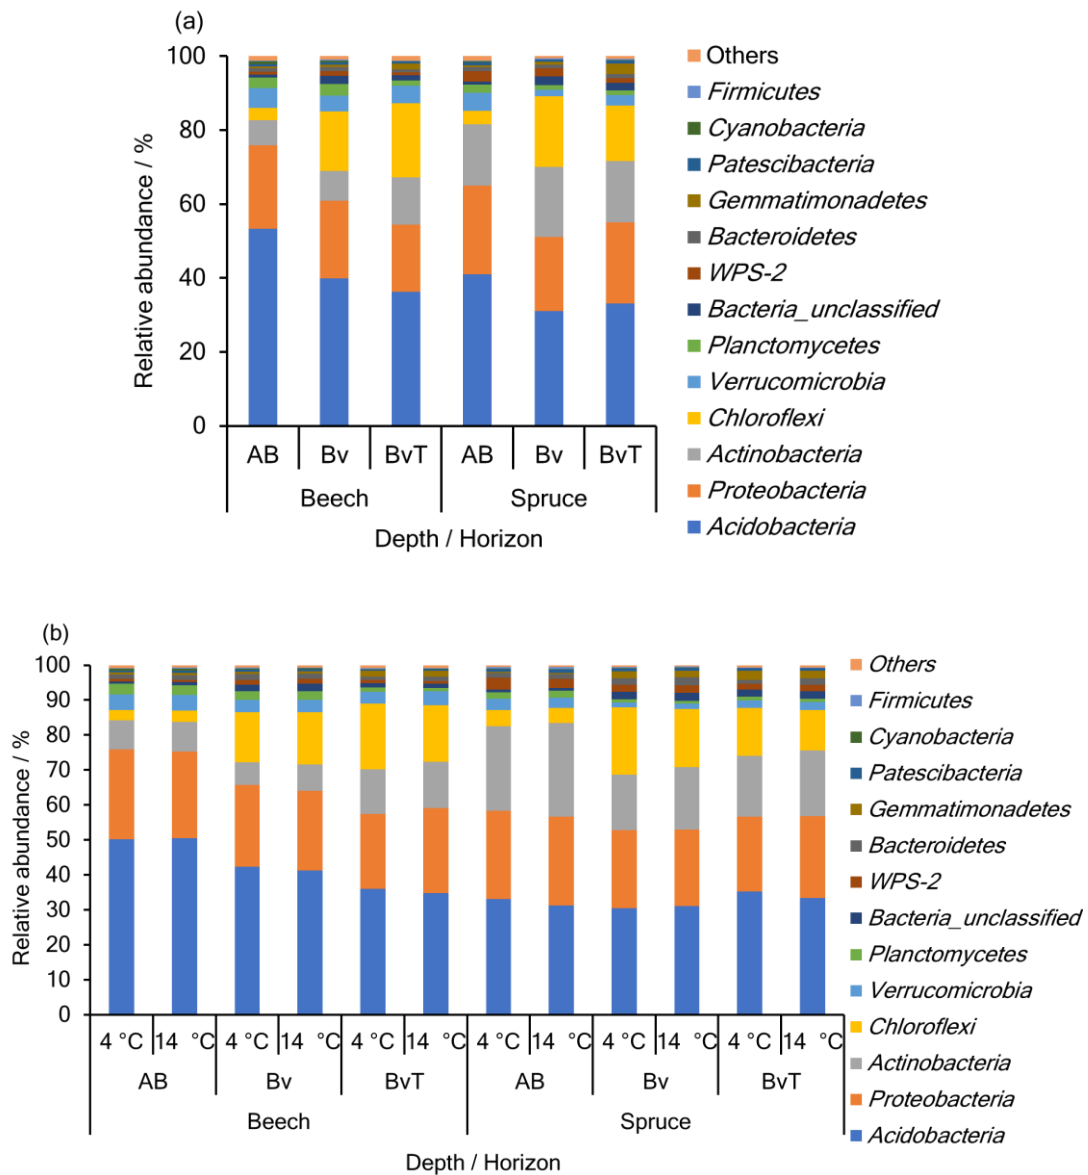 (a)
100
80
60
40
20
0
Relative abundance / %
AB Bv BvT AB Bv BvT
Beech Spruce
Depth / Horizon
Others
Firmicutes
Cyanobacteria
Patescibacteria
Gemmatimonadetes
Bacteroidetes
WPS-2
Bacteria_unclassified
Planctomycetes
Verrucomicrobia
Chloroflexi
Actinobacteria
Proteobacteria
Acidobacteria
(b)
100
90
80
70
60
50
40
30
20
10
0
Relative abundance / %
4 °C 14 °C 4 °C 14 °C 4 °C 14 °C 4 °C 14 °C 4 °C 14 °C 4 °C 14 °C
AB Bv BvT AB Bv BvT
Beech Spruce
Depth / Horizon
Others
Firmicutes
Cyanobacteria
Patescibacteria
Gemmatimonadetes
Bacteroidetes
WPS-2
Bacteria_unclassified
Planctomycetes
Verrucomicrobia
Chloroflexi
Actinobacteria
Proteobacteria
Acidobacteria